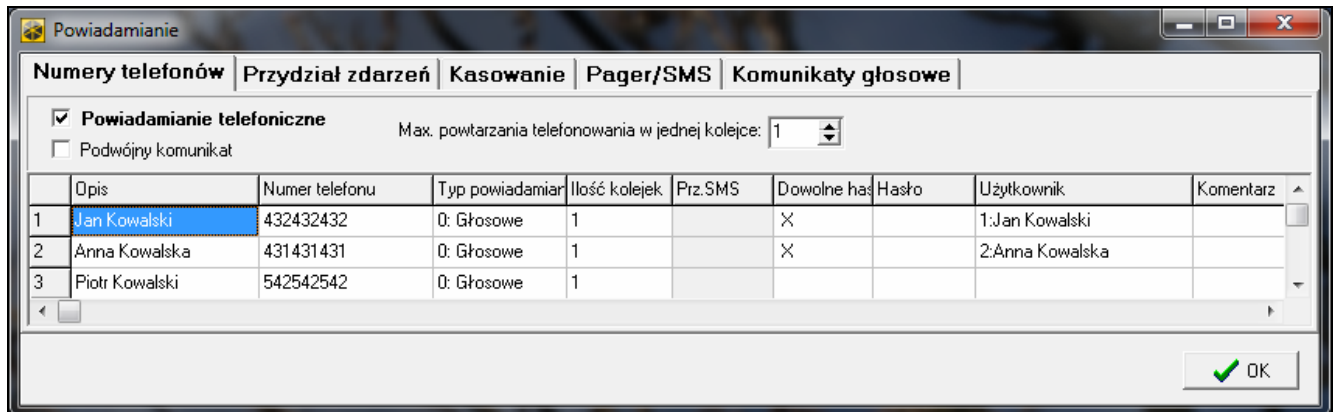 Powiadamianie
Numery telefonów Przydział zdarzeń Kasowanie Pager/SMS Komunikaty głosowe
Powiadamianie telefoniczne Max. powtarzania telefonowania w jednej kolejce: 1
Podwójny komunikat
Opis Numer telefonu Typ powiadamian Ilość kolejek Prz.SMS Dowolne has Hasło Użytkownik Komentarz
1 Jan Kowalski 432432432 0: Głosowe 1 X 1:Jan Kowalski
2 Anna Kowalska 431431431 0: Głosowe 1 X 2:Anna Kowalska
3 Piotr Kowalski 542542542 0: Głosowe 1
OK